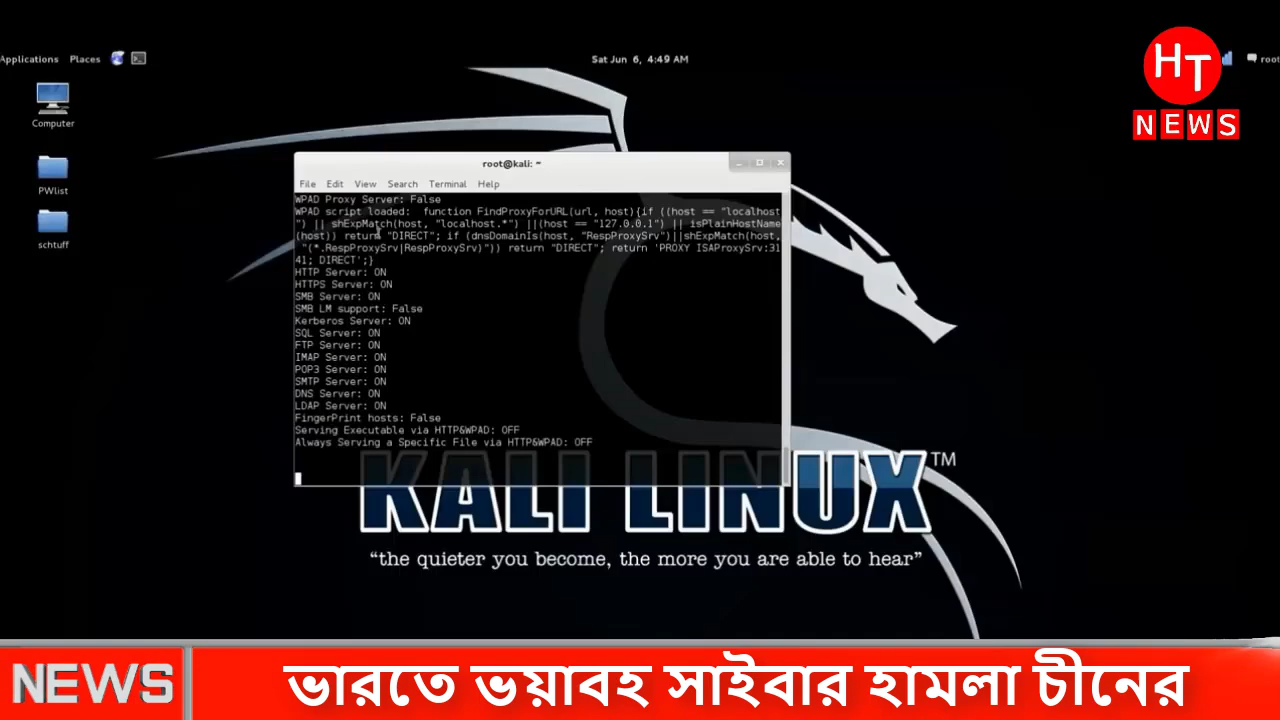 Applications Places
Sat Jun 6, 4:49 AM
root
HT
NEWS
Computer
PWlist
schtuff
root@kali: ~
File Edit View Search Terminal Help
WPAD Proxy Server: False
WPAD script loaded:  function FindProxyForURL(url, host){if ((host == "localhost
") || shExpMatch(host, "localhost.*") ||(host == "127.0.0.1") || isPlainHostName
(host)) return "DIRECT"; if (dnsDomainIs(host, "RespProxySrv")||shExpMatch(host,
 "(*.RespProxySrv|RespProxySrv)")) return "DIRECT"; return 'PROXY ISAProxySrv:31
41; DIRECT';}
HTTP Server: ON
HTTPS Server: ON
SMB Server: ON
SMB LM support: False
Kerberos Server: ON
SQL Server: ON
FTP Server: ON
IMAP Server: ON
POP3 Server: ON
SMTP Server: ON
DNS Server: ON
LDAP Server: ON
FingerPrint hosts: False
Serving Executable via HTTP&WPAD: OFF
Always Serving a Specific File via HTTP&WPAD: OFF
KALI LINUX TM
“the quieter you become, the more you are able to hear”
NEWS
ভারতে ভয়াবহ সাইবার হামলা চীনের